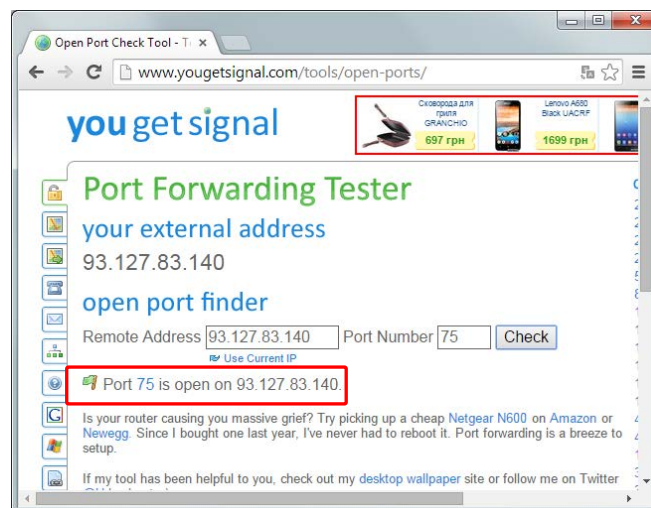 Open Port Check Tool - T
www.yougetsignal.com/tools/open-ports/
you get signal
Сковорода для
гриля
GRANCHIO
697 грн
Lenovo A680
Black UACRF
1699 грн
Port Forwarding Tester
your external address
93.127.83.140
open port finder
Remote Address 93.127.83.140 Port Number 75 Check
Use Current IP
Port 75 is open on 93.127.83.140.
Is your router causing you massive grief? Try picking up a cheap Netgear N600 on Amazon or
Newegg. Since I bought one last year, I've never had to reboot it. Port forwarding is a breeze to
setup.
If my tool has been helpful to you, check out my desktop wallpaper site or follow me on Twitter